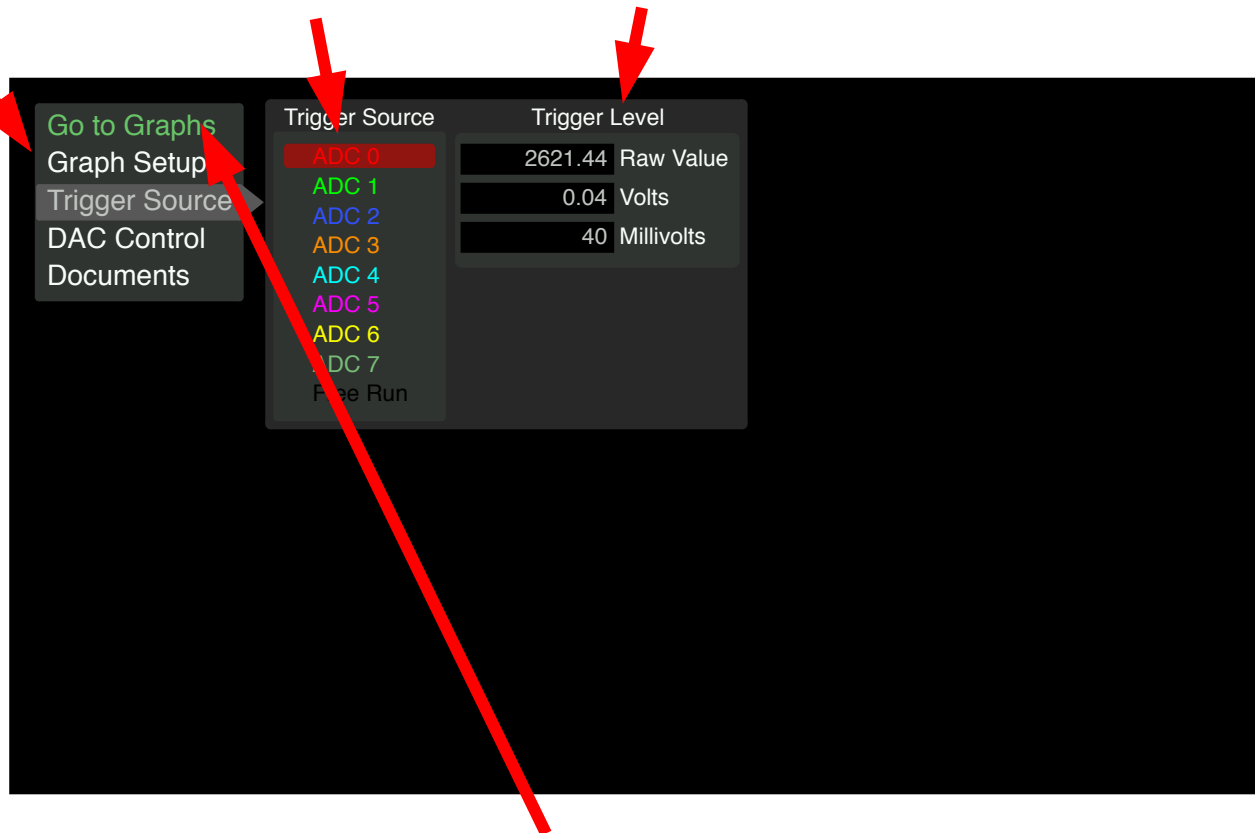 Go to Graphs
Graph Setup
Trigger Source
DAC Control
Documents
Trigger Source
ADC 0
ADC 1
ADC 2
ADC 3
ADC 4
ADC 5
ADC 6
ADC 7
Free Run
Trigger Level
2621.44 Raw Value
0.04 Volts
40 Millivolts